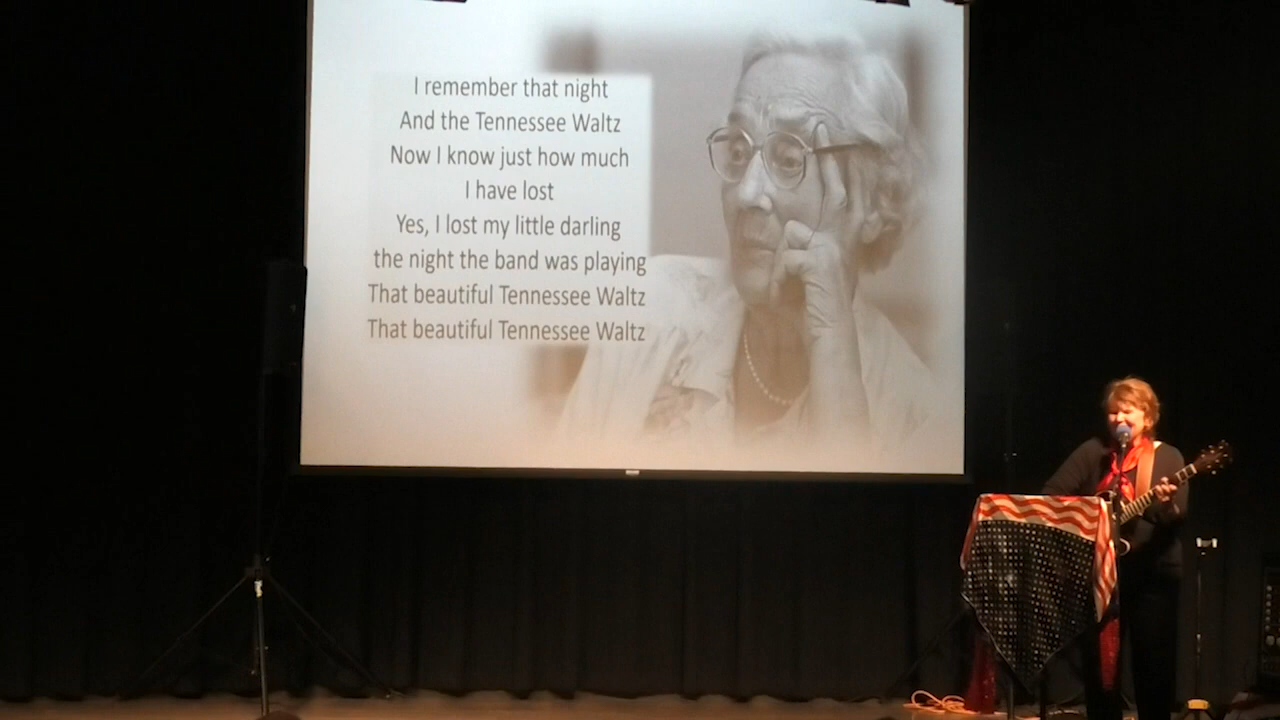 I remember that night
And the Tennessee Waltz
Now I know just how much
I have lost
Yes, I lost my little darling
the night the band was playing
That beautiful Tennessee Waltz
That beautiful Tennessee Waltz